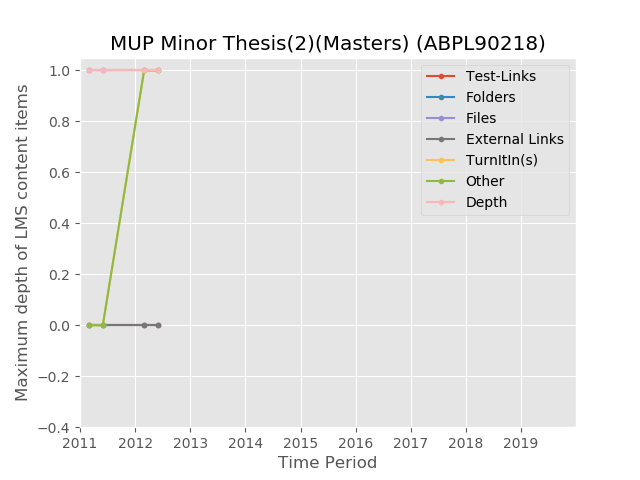 MUP Minor Thesis(2)(Masters) (ABPL90218)
Maximum depth of LMS content items
1.0
0.8
0.6
0.4
0.2
0.0
−0.2
−0.4
Test-Links
Folders
Files
External Links
TurnItIn(s)
Other
Depth
2011 2012 2013 2014 2015 2016 2017 2018 2019
Time Period